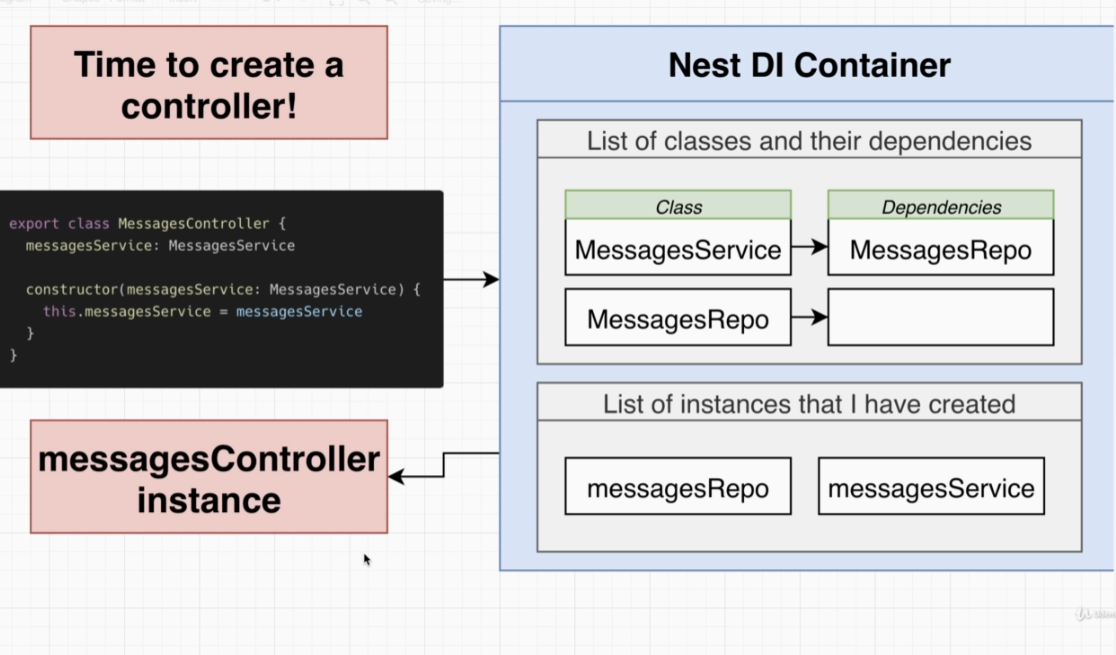 Time to create a
controller!
export class MessagesController {
messagesService: MessagesService
constructor(messagesService: MessagesService) {
this.messagesService = messagesService
}
}
messagesController
instance
Nest DI Container
List of classes and their dependencies
Class
Dependencies
MessagesService
MessagesRepo
MessagesRepo
List of instances that I have created
messagesRepo
messagesService